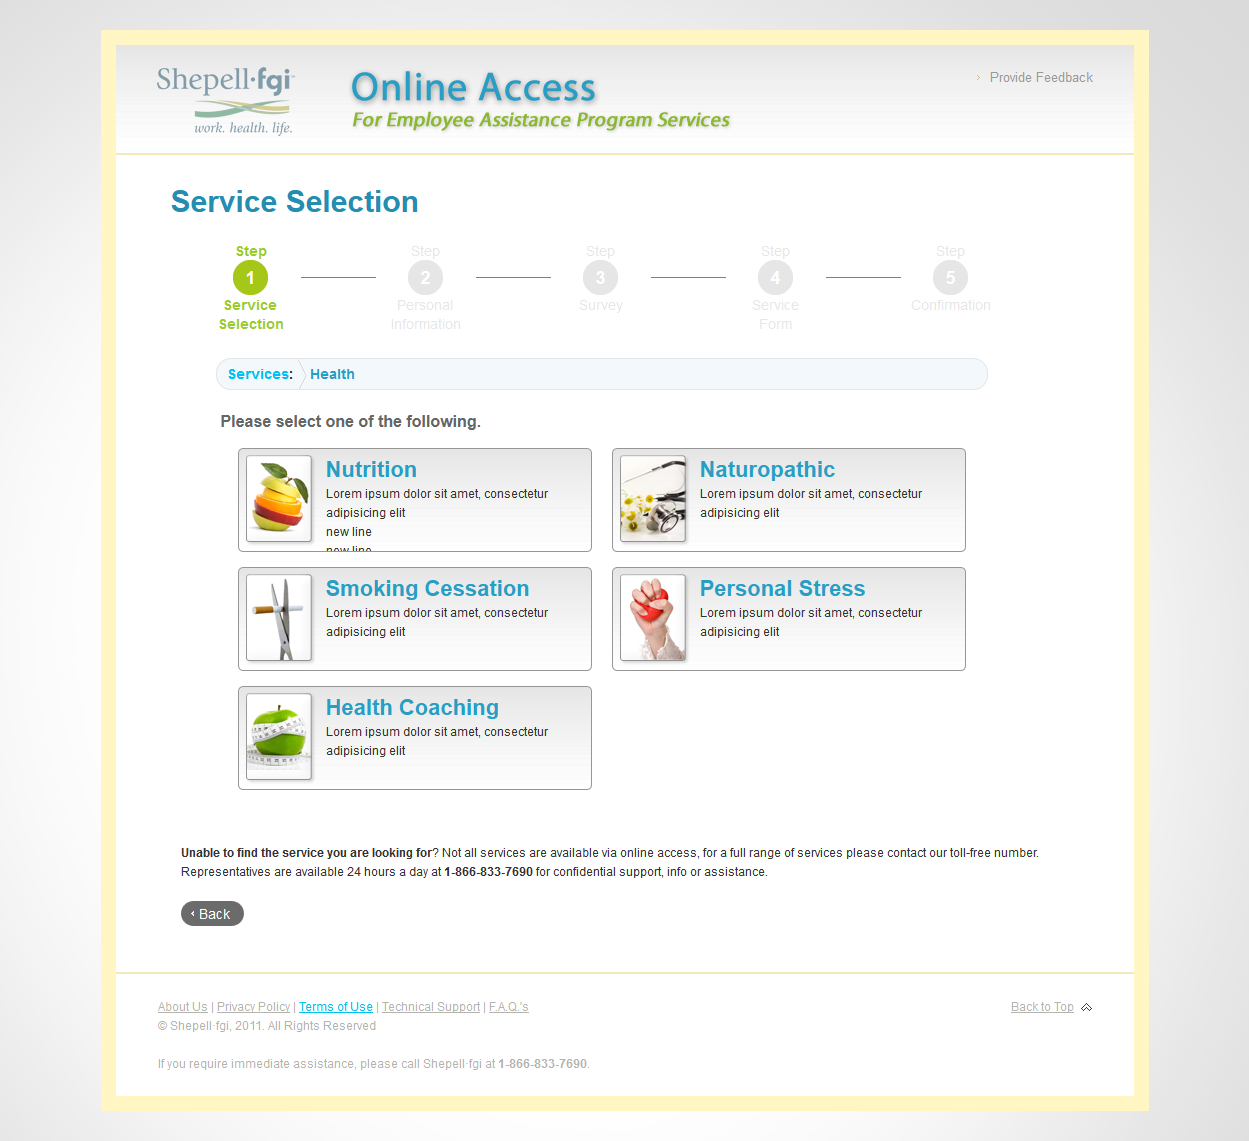 Shepell·fgi
work. health. life.
Online Access
For Employee Assistance Program Services
Provide Feedback
Service Selection
Step
1
Service
Selection
Step
2
Personal
Information
Step
3
Survey
Step
4
Service
Form
Step
5
Confirmation
Services: Health
Please select one of the following.
Nutrition
Lorem ipsum dolor sit amet, consectetur
adipisicing elit
new line
new line
Naturopathic
Lorem ipsum dolor sit amet, consectetur
adipisicing elit
Smoking Cessation
Lorem ipsum dolor sit amet, consectetur
adipisicing elit
Personal Stress
Lorem ipsum dolor sit amet, consectetur
adipisicing elit
Health Coaching
Lorem ipsum dolor sit amet, consectetur
adipisicing elit
Unable to find the service you are looking for? Not all services are available via online access, for a full range of services please contact our toll-free number.
Representatives are available 24 hours a day at 1-866-833-7690 for confidential support, info or assistance.
Back
About Us | Privacy Policy | Terms of Use | Technical Support | F.A.Q.'s
Back to Top
© Shepell·fgi, 2011. All Rights Reserved
If you require immediate assistance, please call Shepell·fgi at 1-866-833-7690.